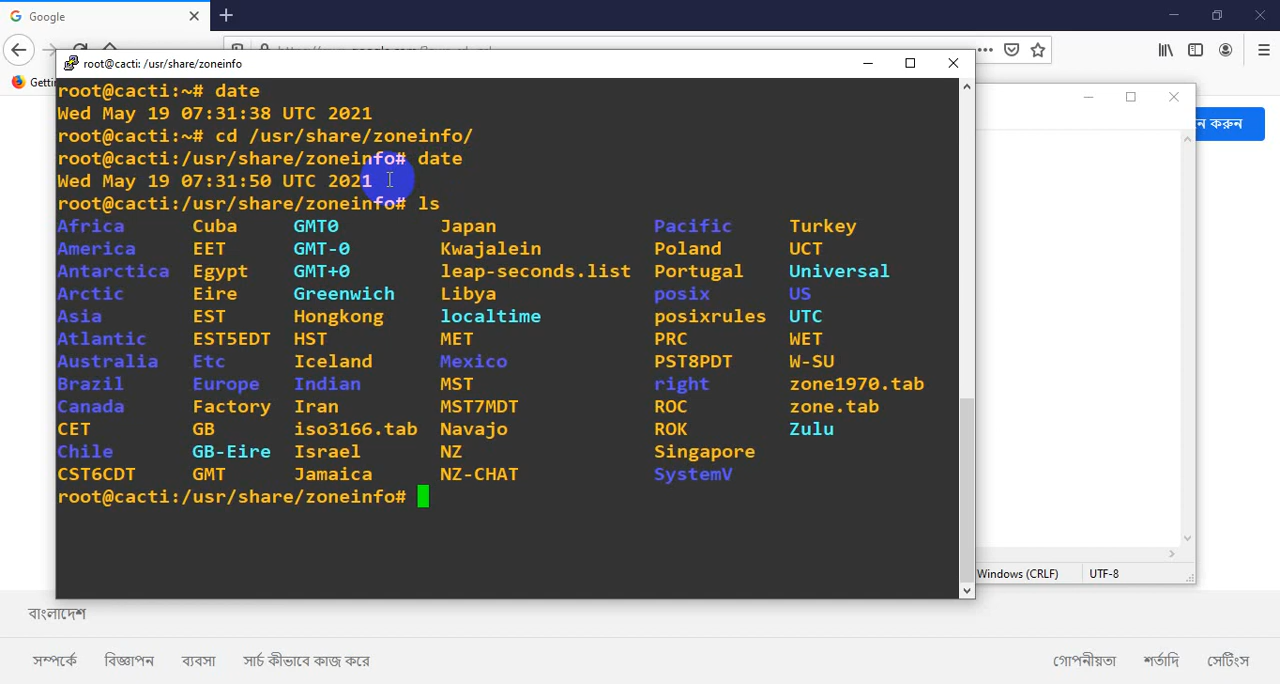 Google
root@cacti: /usr/share/zoneinfo
Getti
root@cacti:~# date
Wed May 19 07:31:38 UTC 2021
root@cacti:~# cd /usr/share/zoneinfo/
root@cacti:/usr/share/zoneinfo# date
Wed May 19 07:31:50 UTC 2021
root@cacti:/usr/share/zoneinfo# ls
Africa Cuba GMT0 Japan Pacific Turkey
America EET GMT-0 Kwajalein Poland UCT
Antarctica Egypt GMT+0 leap-seconds.list Portugal Universal
Arctic Eire Greenwich Libya posix US
Asia EST Hongkong localtime posixrules UTC
Atlantic EST5EDT HST MET PRC WET
Australia Etc Iceland Mexico PST8PDT W-SU
Brazil Europe Indian MST right zone1970.tab
Canada Factory Iran MST7MDT ROC zone.tab
CET GB iso3166.tab Navajo ROK Zulu
Chile GB-Eire Israel NZ Singapore
CST6CDT GMT Jamaica NZ-CHAT SystemV
root@cacti:/usr/share/zoneinfo#
ন করুন
Windows (CRLF) UTF-8
বাংলাদেশ
সম্পর্কে বিজ্ঞাপন ব্যবসা সার্চ কীভাবে কাজ করে গোপনীয়তা শর্তাদি সেটিংস